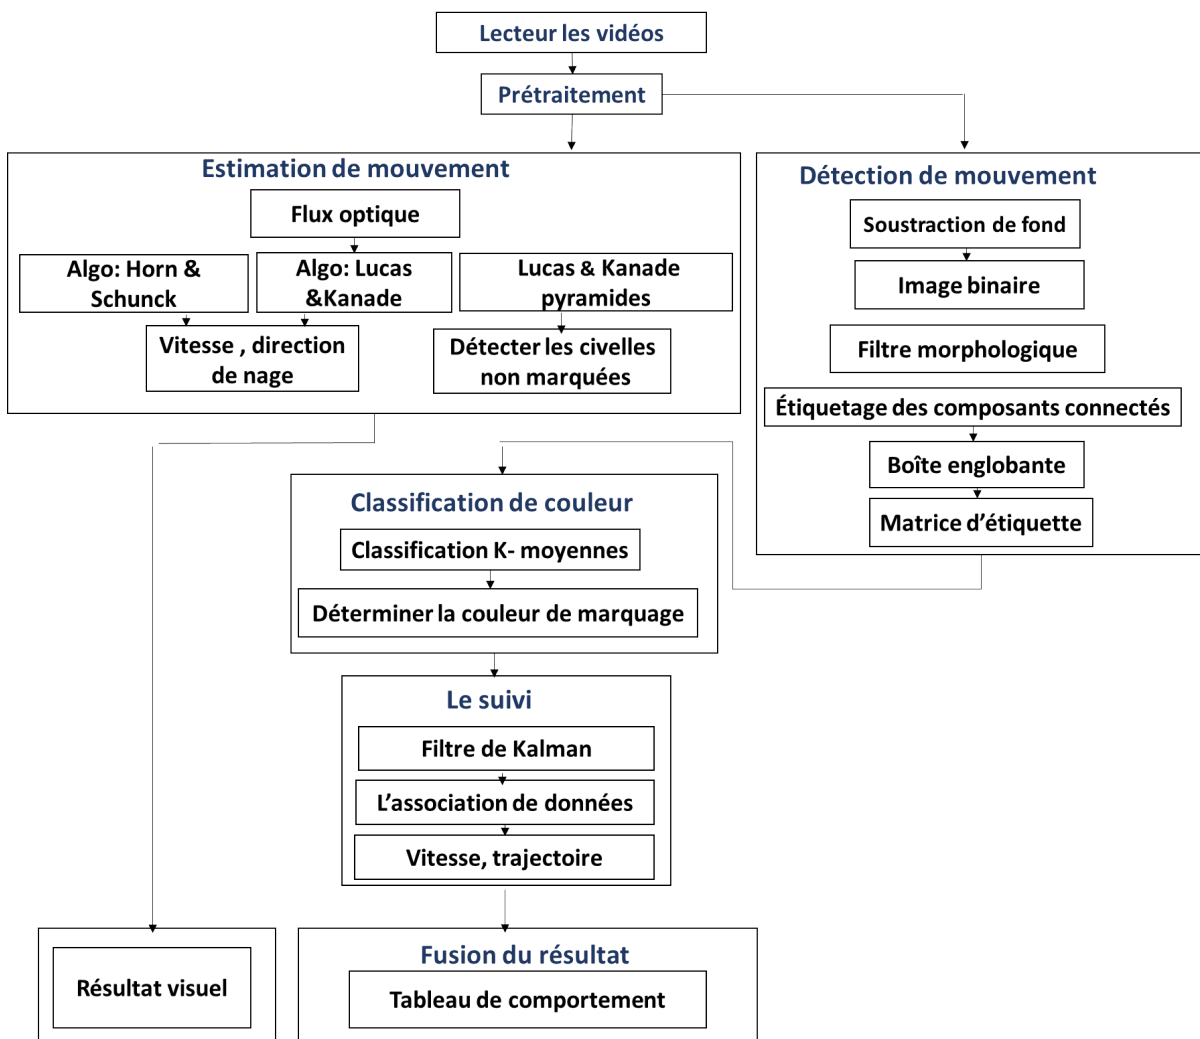 Lecteur les vidéos
Prétraitement
Estimation de mouvement
Flux optique
Algo: Horn &
Schunck
Algo: Lucas
&Kanade
Lucas & Kanade
pyramides
Vitesse , direction
de nage
Détecter les civelles
non marquées
Détection de mouvement
Soustraction de fond
Image binaire
Filtre morphologique
Étiquetage des composants connectés
Boîte englobante
Matrice d’étiquette
Classification de couleur
Classification K- moyennes
Déterminer la couleur de marquage
Le suivi
Filtre de Kalman
L’association de données
Vitesse, trajectoire
Résultat visuel
Fusion du résultat
Tableau de comportement